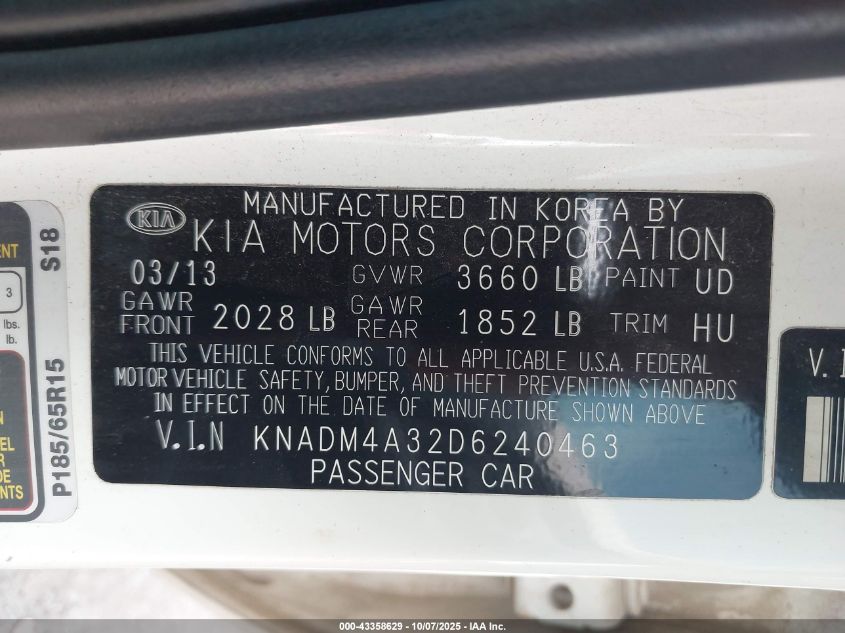 KIA
MANUFACTURED IN KOREA BY
KIA MOTORS CORPORATION
03/13 GVWR 3660 LB PAINT UD
GAWR FRONT 2028 LB GAWR REAR 1852 LB TRIM HU
THIS VEHICLE CONFORMS TO ALL APPLICABLE U.S.A. FEDERAL
MOTOR VEHICLE SAFETY, BUMPER, AND THEFT PREVENTION STANDARDS
IN EFFECT ON THE DATE OF MANUFACTURE SHOWN ABOVE
V.I.N KNADM4A32D6240463
PASSENGER CAR
3
lbs.
lb.
P185/65R15 S18
000-43358629 - 10/07/2025 - IAA Inc.